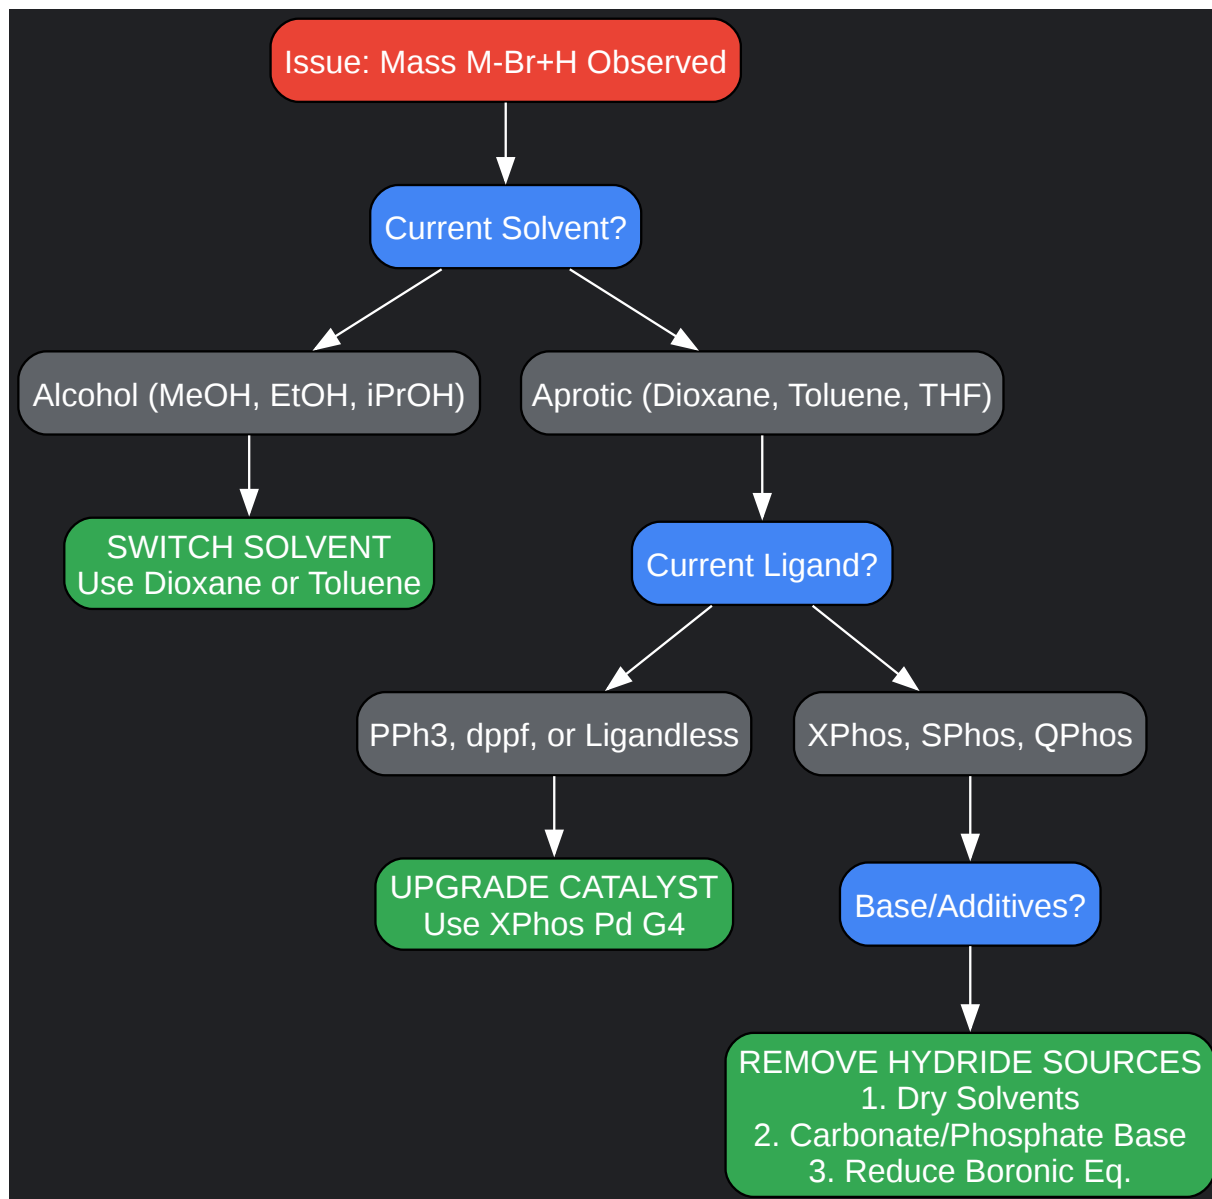 Issue: Mass M-Br+H Observed
Current Solvent?
Alcohol (MeOH, EtOH, iPrOH)
Aprotic (Dioxane, Toluene, THF)
SWITCH SOLVENT
Use Dioxane or Toluene
Current Ligand?
PPh3, dppf, or Ligandless
XPhos, SPhos, QPhos
UPGRADE CATALYST
Use XPhos Pd G4
Base/Additives?
REMOVE HYDRIDE SOURCES
1. Dry Solvents
2. Carbonate/Phosphate Base
3. Reduce Boronic Eq.